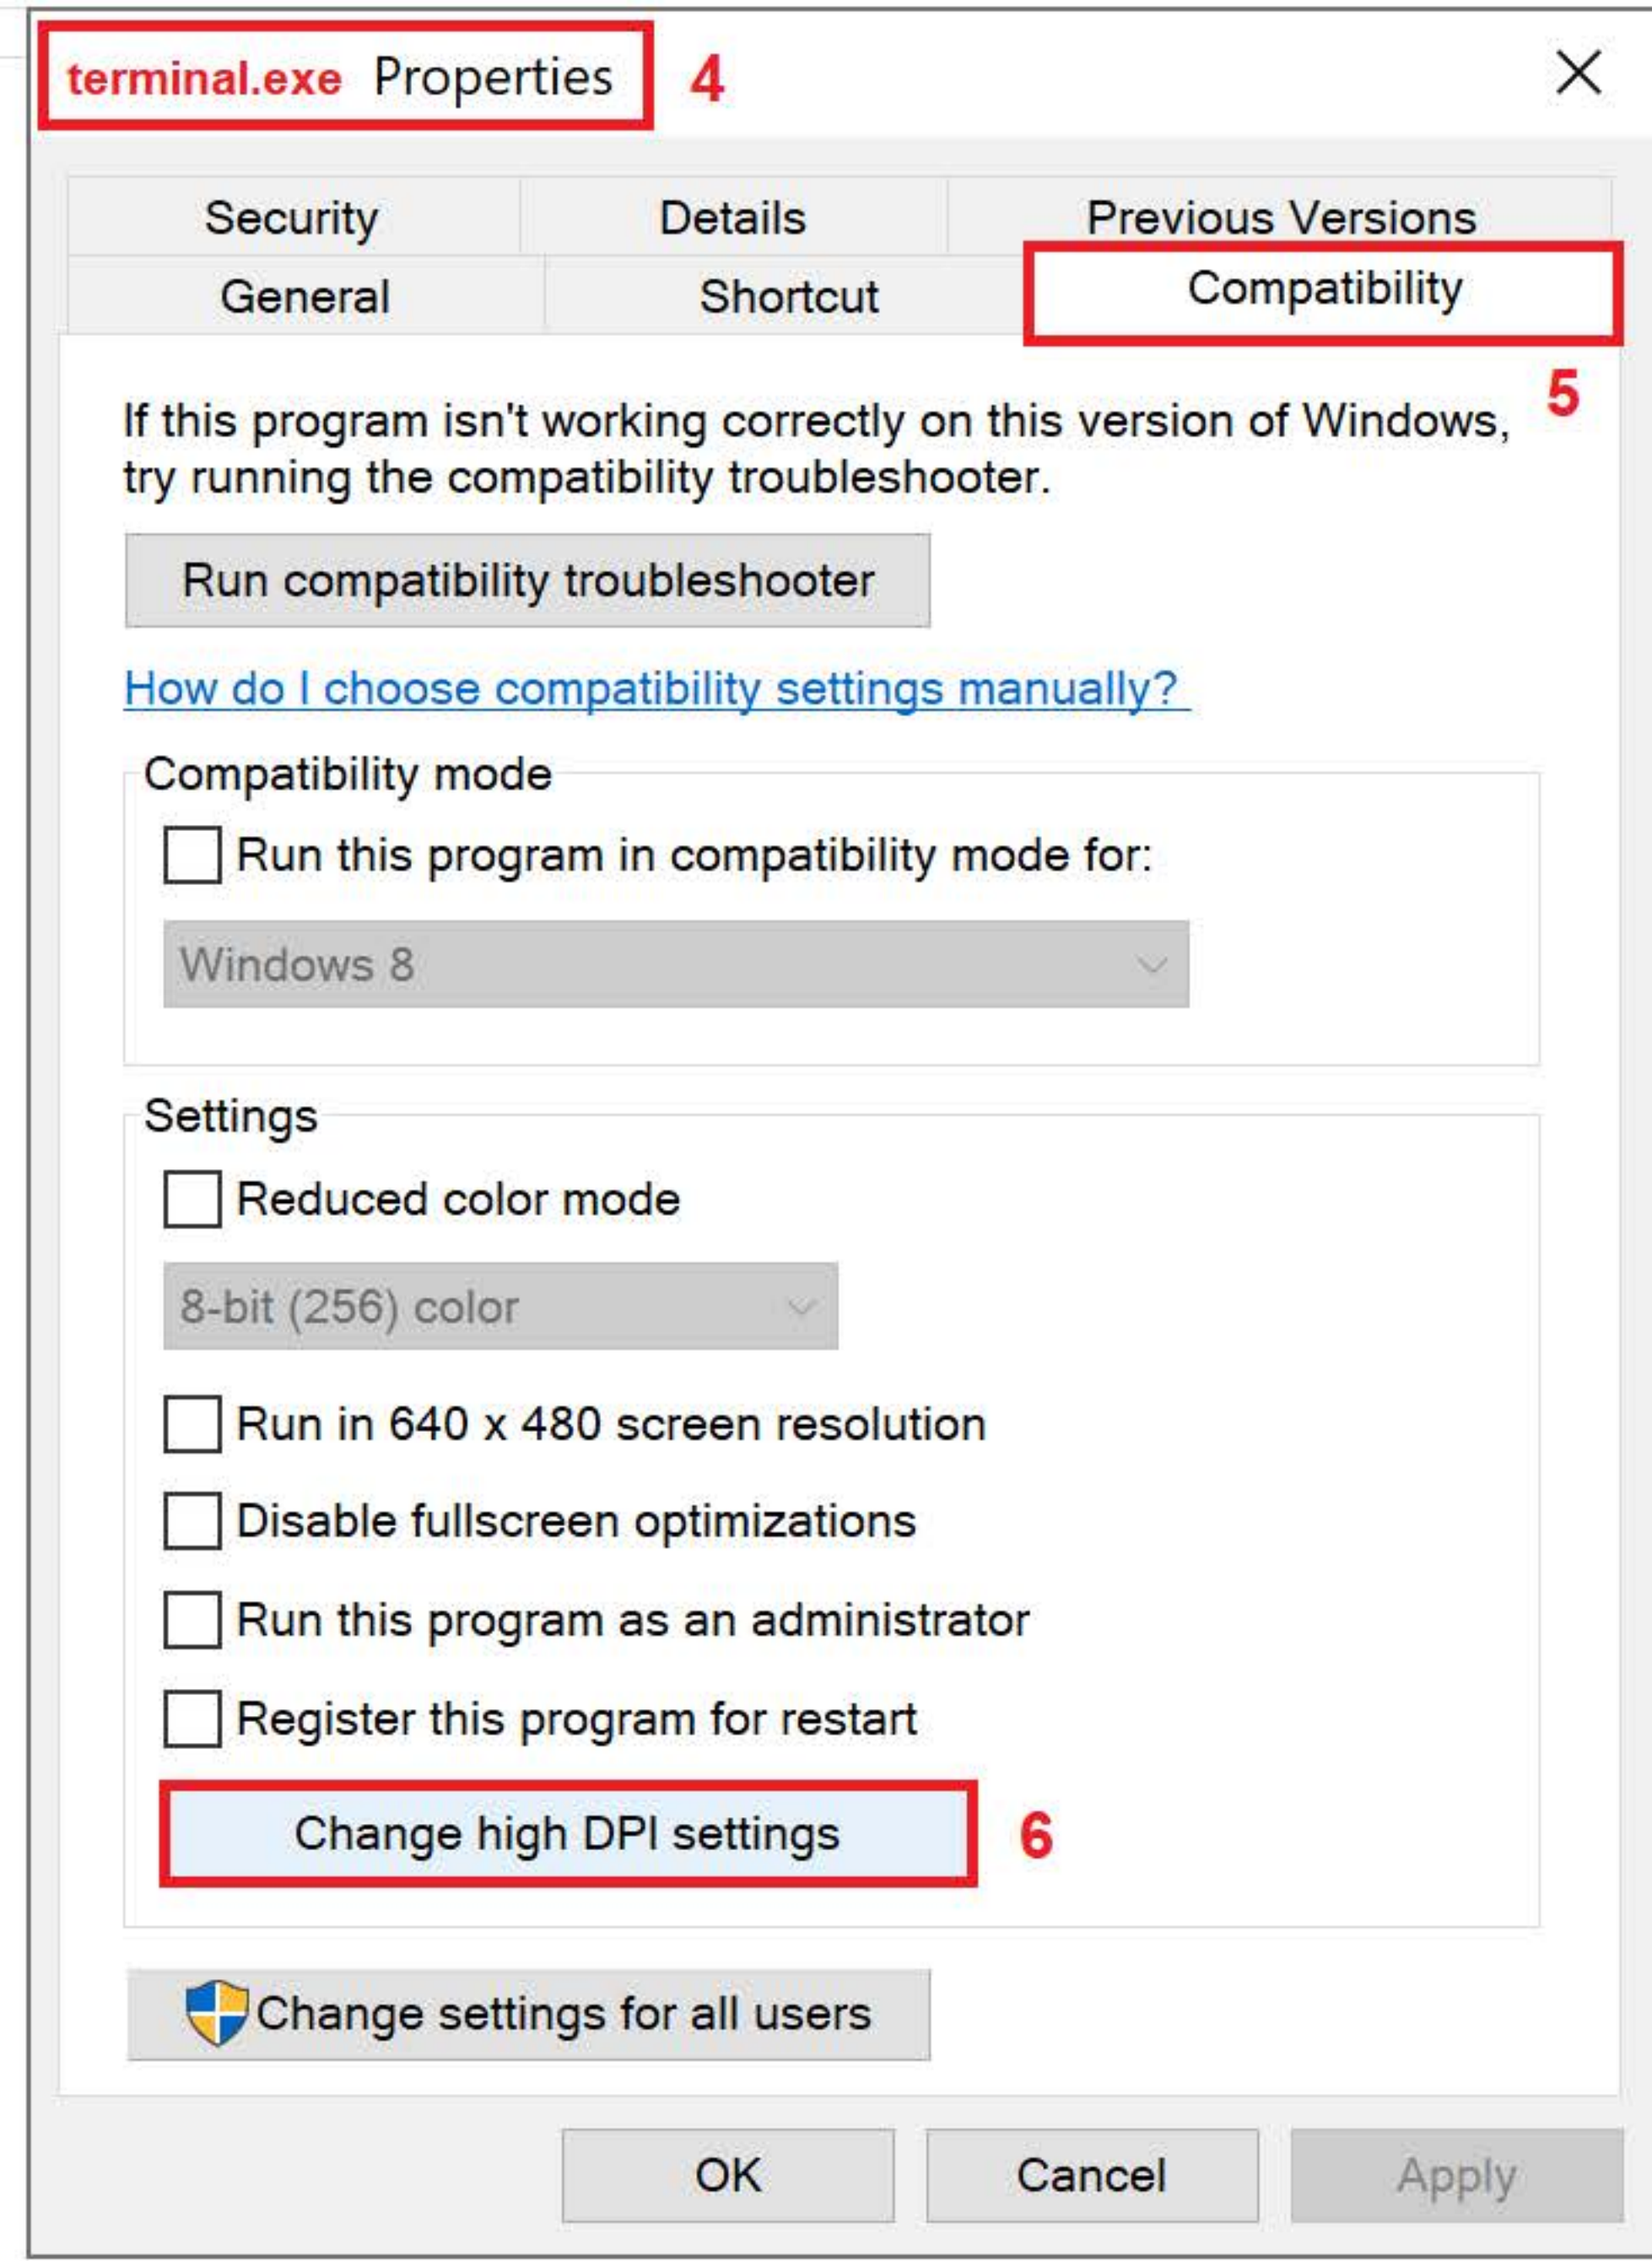 terminal.exe Properties 4
Security Details Previous Versions
General Shortcut Compatibility
5
If this program isn't working correctly on this version of Windows,
try running the compatibility troubleshooter.
Run compatibility troubleshooter
How do I choose compatibility settings manually?
Compatibility mode
Run this program in compatibility mode for:
Windows 8
Settings
Reduced color mode
8-bit (256) color
Run in 640 x 480 screen resolution
Disable fullscreen optimizations
Run this program as an administrator
Register this program for restart
Change high DPI settings 6
Change settings for all users
OK Cancel Apply